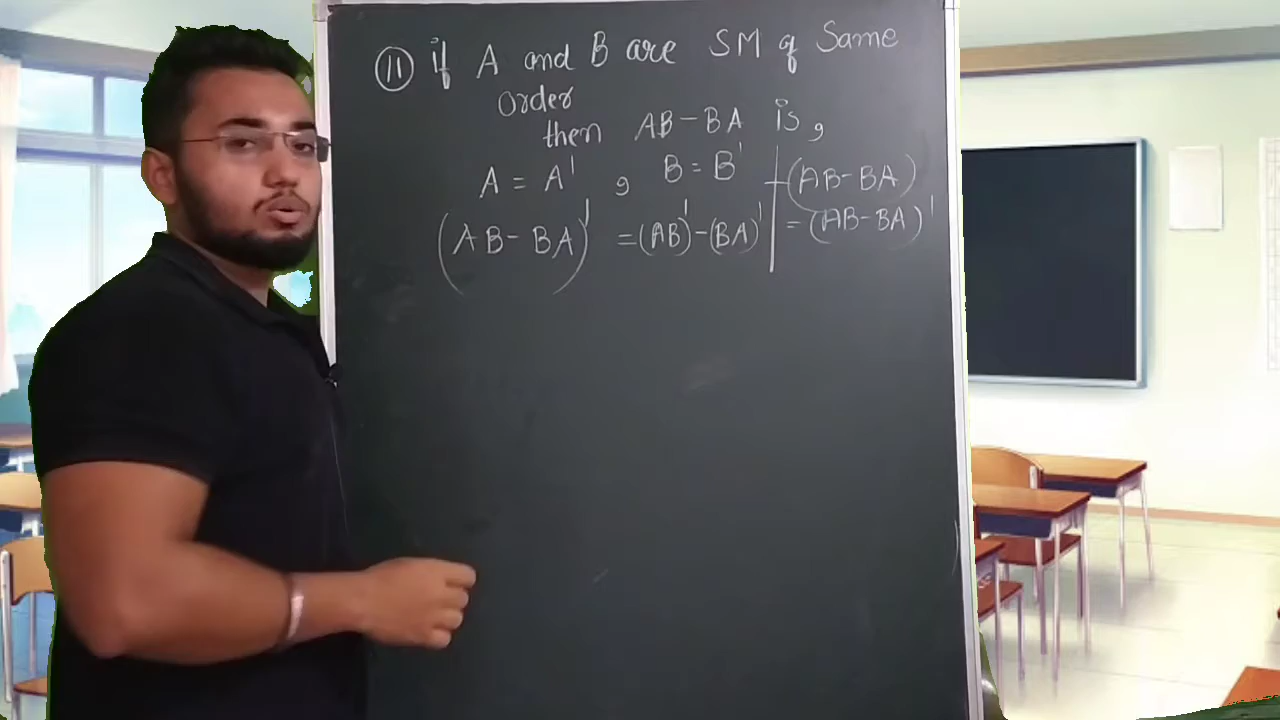 11 if A and B are SM of Same
Order
then AB - BA is,
A = A' , B = B'
(AB - BA)' = (AB)' - (BA)'
-(AB - BA)
= (AB - BA)'